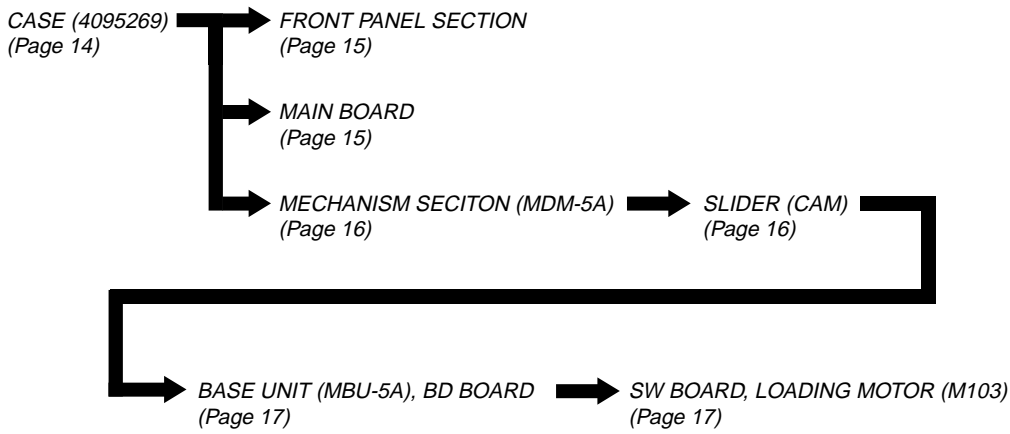 CASE (4095269)
(Page 14)
FRONT PANEL SECTION
(Page 15)
MAIN BOARD
(Page 15)
MECHANISM SECITON (MDM-5A)
(Page 16)
SLIDER (CAM)
(Page 16)
BASE UNIT (MBU-5A), BD BOARD
(Page 17)
SW BOARD, LOADING MOTOR (M103)
(Page 17)